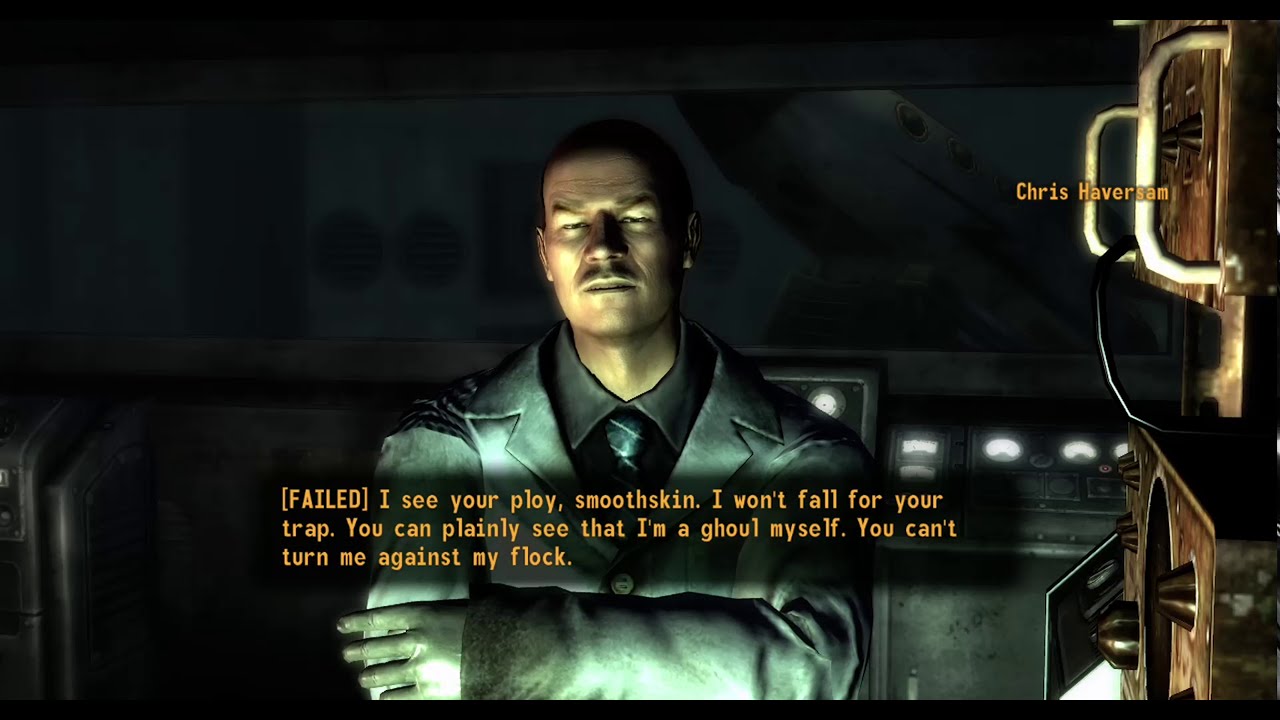 Chris Haversam
[FAILED] I see your ploy, smoothskin. I won't fall for your
trap. You can plainly see that I'm a ghoul myself. You can't
turn me against my flock.